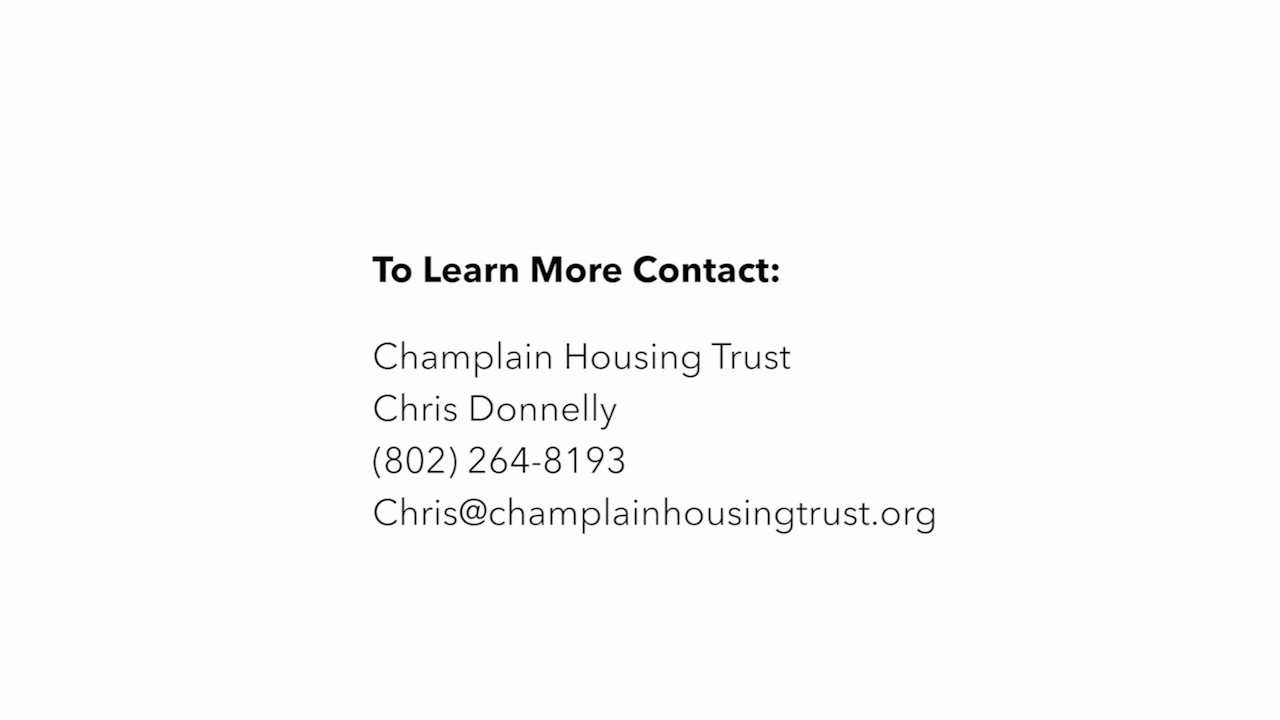 To Learn More Contact:
Champlain Housing Trust
Chris Donnelly
(802) 264-8193
Chris@champlainhousingtrust.org